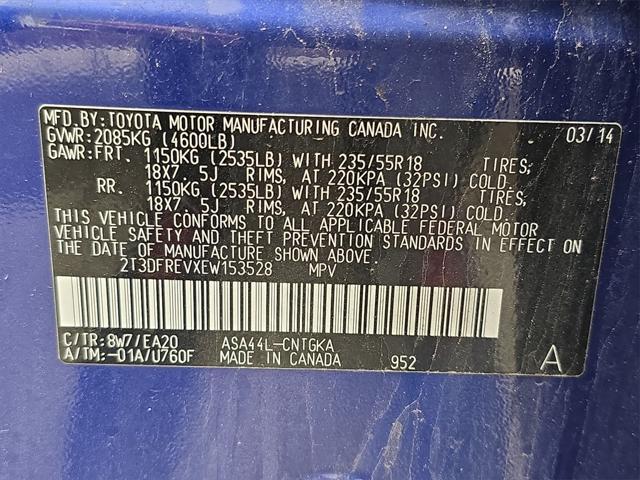 MFD.BY:TOYOTA MOTOR MANUFACTURING CANADA INC. 03/14
GVWR:2085KG (4600LB)
GAWR:FRT. 1150KG (2535LB) WITH 235/55R18 TIRES,
18X7. 5J RIMS, AT 220KPA (32PSI) COLD.
RR. 1150KG (2535LB) WITH 235/55R18 TIRES,
18X7. 5J RIMS, AT 220KPA (32PSI) COLD.
THIS VEHICLE CONFORMS TO ALL APPLICABLE FEDERAL MOTOR
VEHICLE SAFETY AND THEFT PREVENTION STANDARDS IN EFFECT ON
THE DATE OF MANUFACTURE SHOWN ABOVE.
2T3DFREVXEW153528 MPV
C/TR:8W7/EA20 ASA44L-CNTGKA
A/TM:-01A/U760F MADE IN CANADA 952 A